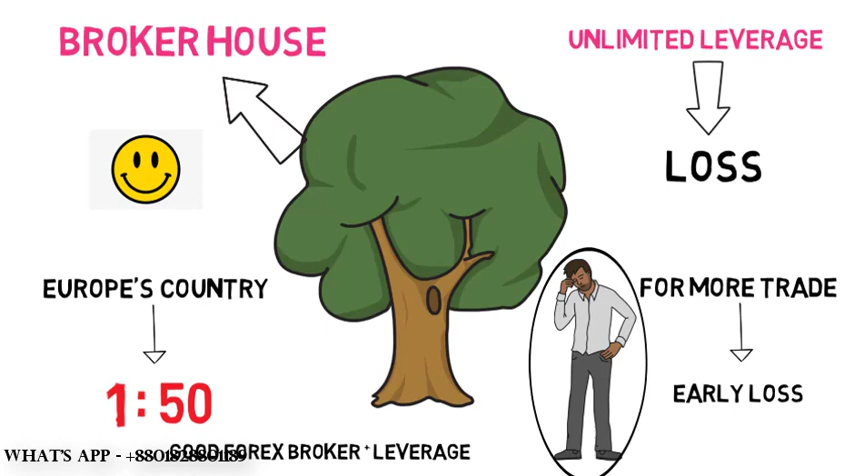 BROKER HOUSE
UNLIMITED LEVERAGE
LOSS
EUROPE'S COUNTRY
FOR MORE TRADE
1:50
EARLY LOSS
GOOD FOREX BROKER + LEVERAGE
WHAT'S APP -